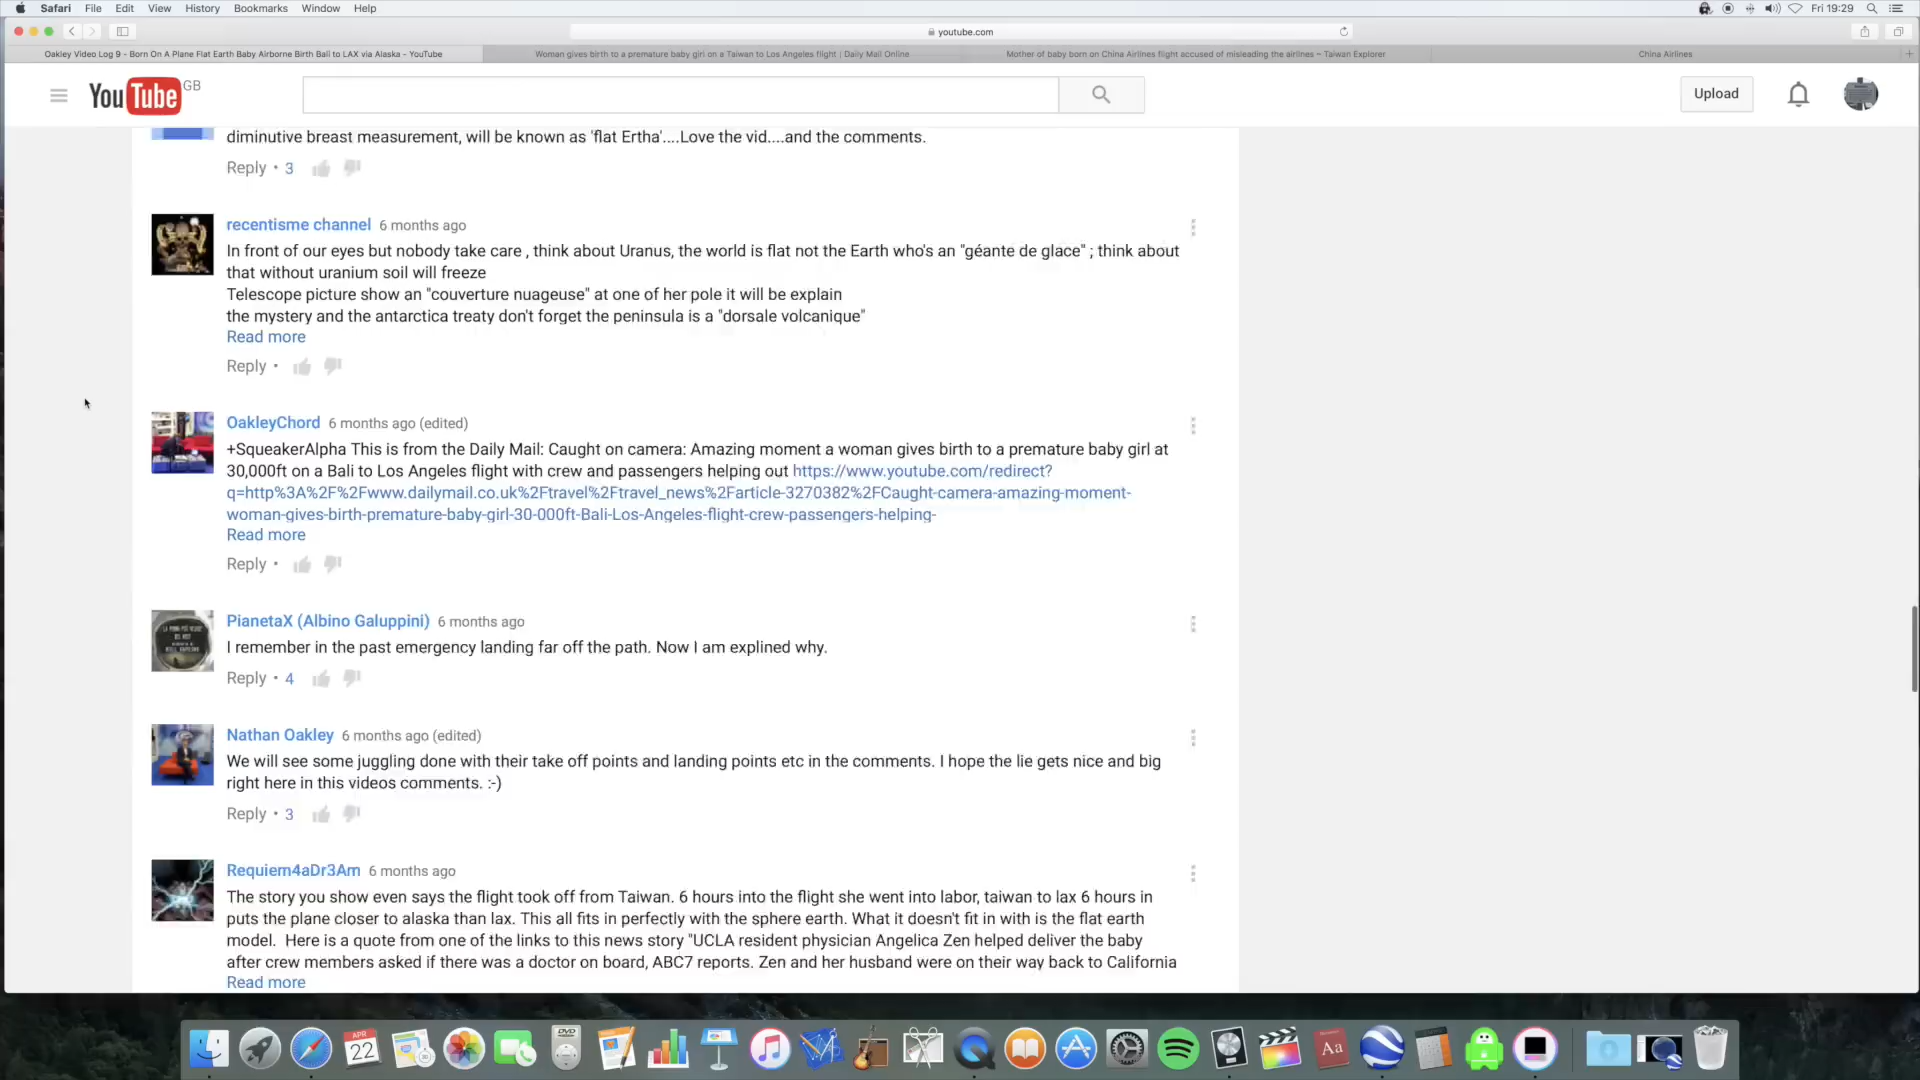 Safari File Edit View History Bookmarks Window Help Fri 19:29
youtube.com
Oakley Video Log 9 - Born On A Plane Flat Earth Baby Airborne Birth Bali to LAX via Alaska - YouTube
Woman gives birth to a premature baby girl on a Taiwan to Los Angeles flight | Daily Mail Online
Mother of baby born on China Airlines flight accused of misleading the airlines – Taiwan Explorer
China Airlines
YouTube GB
Upload
diminutive breast measurement, will be known as 'flat Ertha'....Love the vid....and the comments.
Reply • 3
recentisme channel 6 months ago
In front of our eyes but nobody take care , think about Uranus, the world is flat not the Earth who's an "géante de glace" ; think about
that without uranium soil will freeze
Telescope picture show an "couverture nuageuse" at one of her pole it will be explain
the mystery and the antarctica treaty don't forget the peninsula is a "dorsale volcanique"
Read more
Reply •
OakleyChord 6 months ago (edited)
+SqueakerAlpha This is from the Daily Mail: Caught on camera: Amazing moment a woman gives birth to a premature baby girl at
30,000ft on a Bali to Los Angeles flight with crew and passengers helping out https://www.youtube.com/redirect?
q=http%3A%2F%2Fwww.dailymail.co.uk%2Ftravel%2Ftravel_news%2Farticle-3270382%2FCaught-camera-amazing-moment-
woman-gives-birth-premature-baby-girl-30-000ft-Bali-Los-Angeles-flight-crew-passengers-helping-
Read more
Reply •
PianetaX (Albino Galuppini) 6 months ago
I remember in the past emergency landing far off the path. Now I am explined why.
Reply • 4
Nathan Oakley 6 months ago (edited)
We will see some juggling done with their take off points and landing points etc in the comments. I hope the lie gets nice and big
right here in this videos comments. :-)
Reply • 3
Requiem4aDr3Am 6 months ago
The story you show even says the flight took off from Taiwan. 6 hours into the flight she went into labor, taiwan to lax 6 hours in
puts the plane closer to alaska than lax. This all fits in perfectly with the sphere earth. What it doesn't fit in with is the flat earth
model.  Here is a quote from one of the links to this news story "UCLA resident physician Angelica Zen helped deliver the baby
after crew members asked if there was a doctor on board, ABC7 reports. Zen and her husband were on their way back to California
Read more
APR
22
DVD
Aa